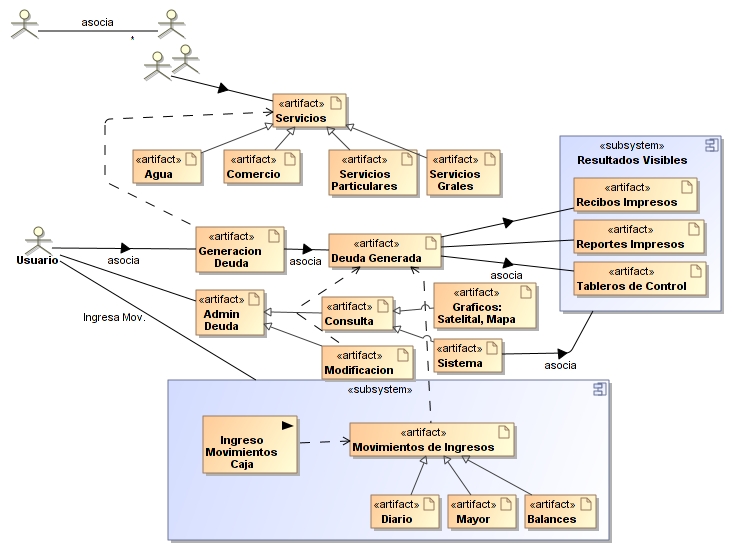 asocia
*
«artifact»
Servicios
«artifact»
Agua
«artifact»
Comercio
«artifact»
Servicios
Particulares
«artifact»
Servicios
Grales
«subsystem»
Resultados Visibles
«artifact»
Recibos Impresos
«artifact»
Reportes Impresos
«artifact»
Tableros de Control
Usuario
asocia
«artifact»
Generacion
Deuda
asocia
«artifact»
Deuda Generada
asocia
«artifact»
Admin
Deuda
«artifact»
Consulta
«artifact»
Graficos:
Satelital, Mapa
Ingresa Mov.
«artifact»
Modificacion
«artifact»
Sistema
asocia
«subsystem»
Ingreso
Movimientos
Caja
«artifact»
Movimientos de Ingresos
«artifact»
Diario
«artifact»
Mayor
«artifact»
Balances